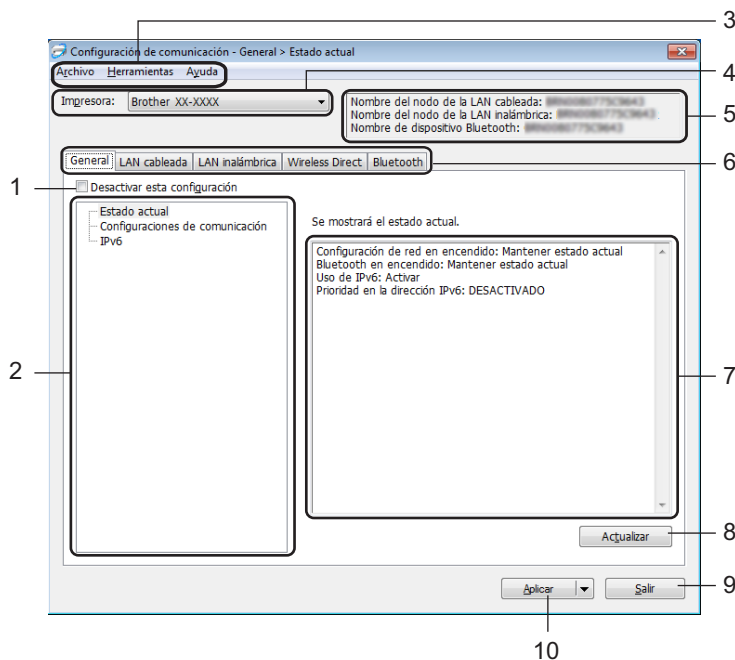 3
Configuración de comunicación - General > Estado actual
Archivo Herramientas Ayuda
4
Impresora: Brother XX-XXXX
Nombre del nodo de la LAN cableada:
Nombre del nodo de la LAN inalámbrica:
Nombre de dispositivo Bluetooth:
5
General LAN cableada LAN inalámbrica Wireless Direct Bluetooth
6
1
Desactivar esta configuración
Estado actual
Configuraciones de comunicación
IPv6
2
Se mostrará el estado actual.
Configuración de red en encendido: Mantener estado actual
Bluetooth en encendido: Mantener estado actual
Uso de IPv6: Activar
Prioridad en la dirección IPv6: DESACTIVADO
7
Actualizar
8
Aplicar
Salir
9
10